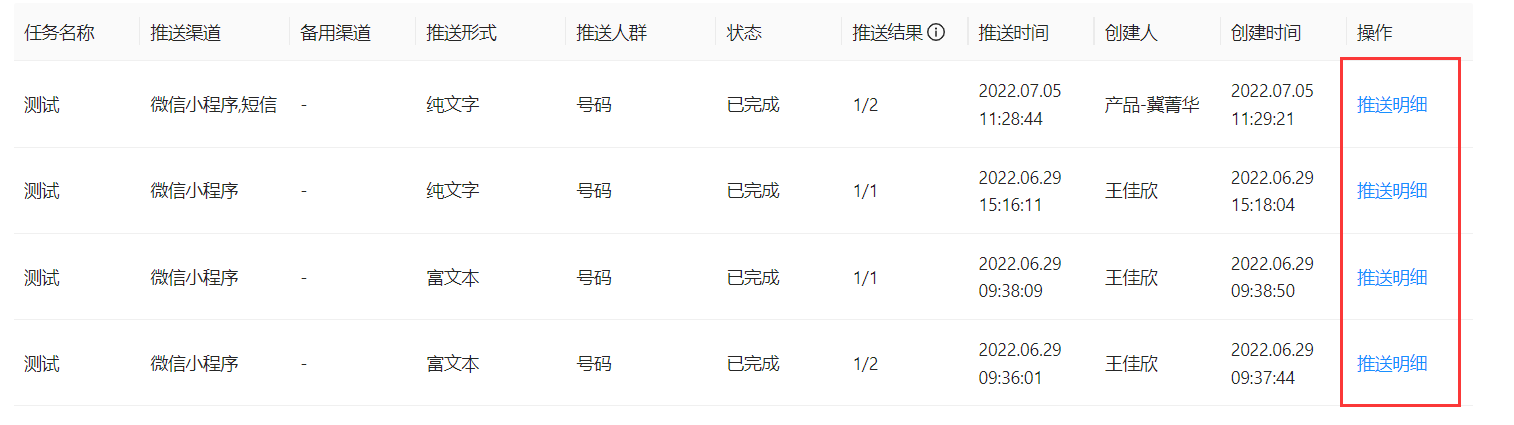 任务名称 推送渠道 备用渠道 推送形式 推送人群 状态 推送结果 推送时间 创建人 创建时间 操作
测试 微信小程序,短信 - 纯文字 号码 已完成 1/2 2022.07.05 11:28:44 产品-冀菁华 2022.07.05 11:29:21 推送明细
测试 微信小程序 - 纯文字 号码 已完成 1/1 2022.06.29 15:16:11 王佳欣 2022.06.29 15:18:04 推送明细
测试 微信小程序 - 富文本 号码 已完成 1/1 2022.06.29 09:38:09 王佳欣 2022.06.29 09:38:50 推送明细
测试 微信小程序 - 富文本 号码 已完成 1/2 2022.06.29 09:36:01 王佳欣 2022.06.29 09:37:44 推送明细